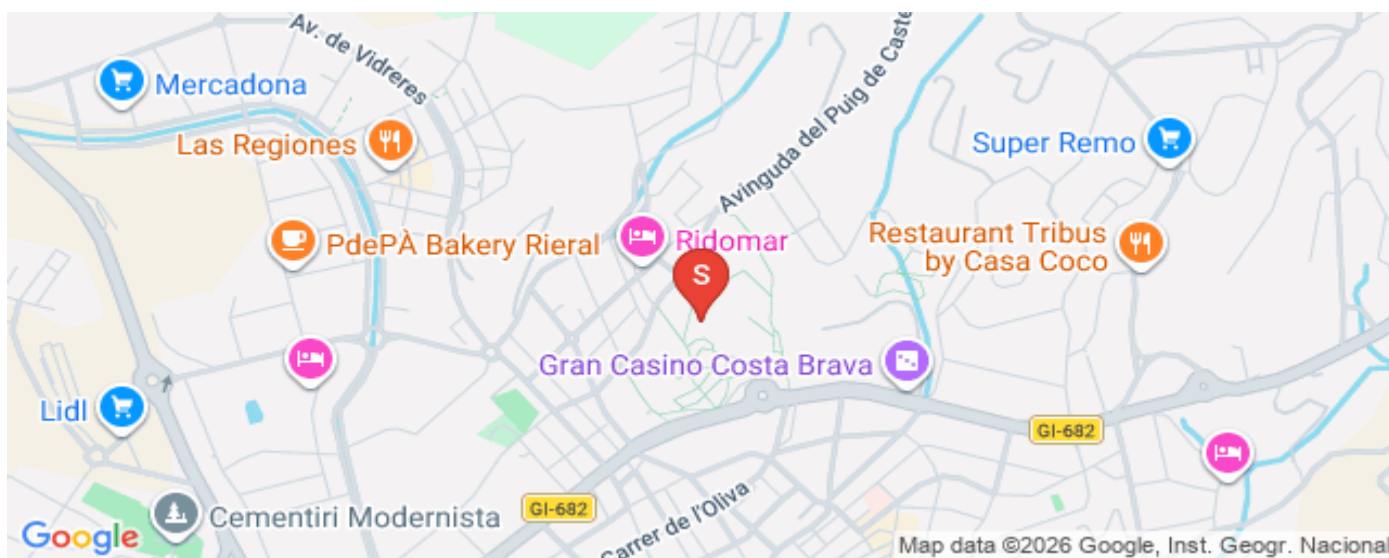 Av. de Vidreres
Mercadona
Las Regiones
Avinguda del Puig de Caste
Super Remo
PdePÀ Bakery Rieral
Ridomar
Restaurant Tribus
by Casa Coco
S
Gran Casino Costa Brava
Lidl
GI-682
GI-682
Carrer de l'Oliva
Cementiri Modernista
Google
Map data ©2026 Google, Inst. Geogr. Nacional